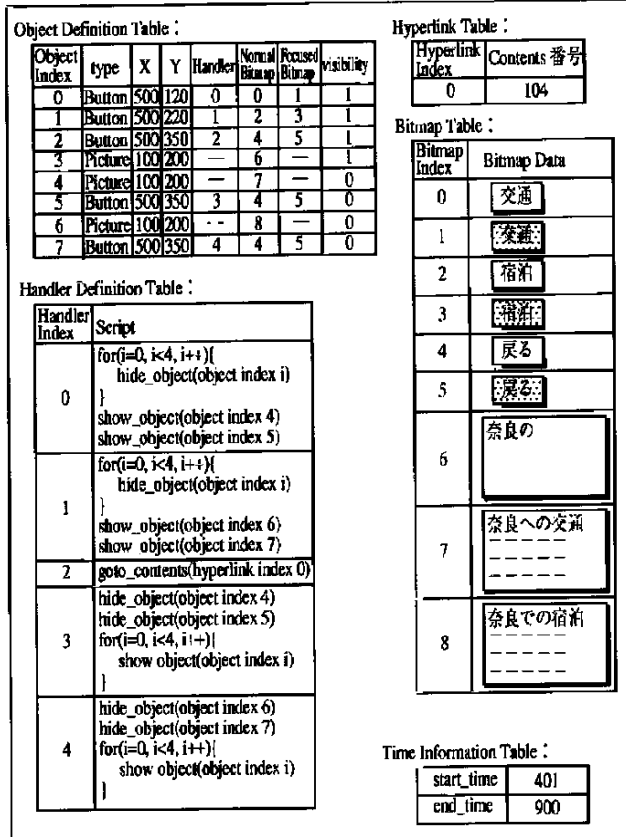 Object Definition Table :
Object Index type X Y Handler Normal Bitmap Focused Bitmap visibility
0 Button 500 120 0 0 1 1
1 Button 500 220 1 2 3 1
2 Button 500 350 2 4 5 1
3 Picture 100 200 — 6 — 1
4 Picture 100 200 — 7 — 0
5 Button 500 350 3 4 5 0
6 Picture 100 200 -- 8 — 0
7 Button 500 350 4 4 5 0
Handler Definition Table :
Handler Index Script
0
for(i=0, i<4, i++){
hide_object(object index i)
}
show_object(object index 4)
show_object(object index 5)
1
for(i=0, i<4, i++){
hide_object(object index i)
}
show_object(object index 6)
show_object(object index 7)
2 goto_contents(hyperlink index 0)
3
hide_object(object index 4)
hide_object(object index 5)
for(i=0, i<4, i++){
show object(object index i)
}
4
hide_object(object index 6)
hide_object(object index 7)
for(i=0, i<4, i++){
show object(object index i)
}
Hyperlink Table :
Hyperlink Index Contents 番号
0 104
Bitmap Table :
Bitmap Index Bitmap Data
0 交通
1 交通
2 宿泊
3 宿泊
4 戻る
5 戻る
6 奈良の
7 奈良への交通
8 奈良での宿泊
Time Information Table :
start_time 401
end_time 900